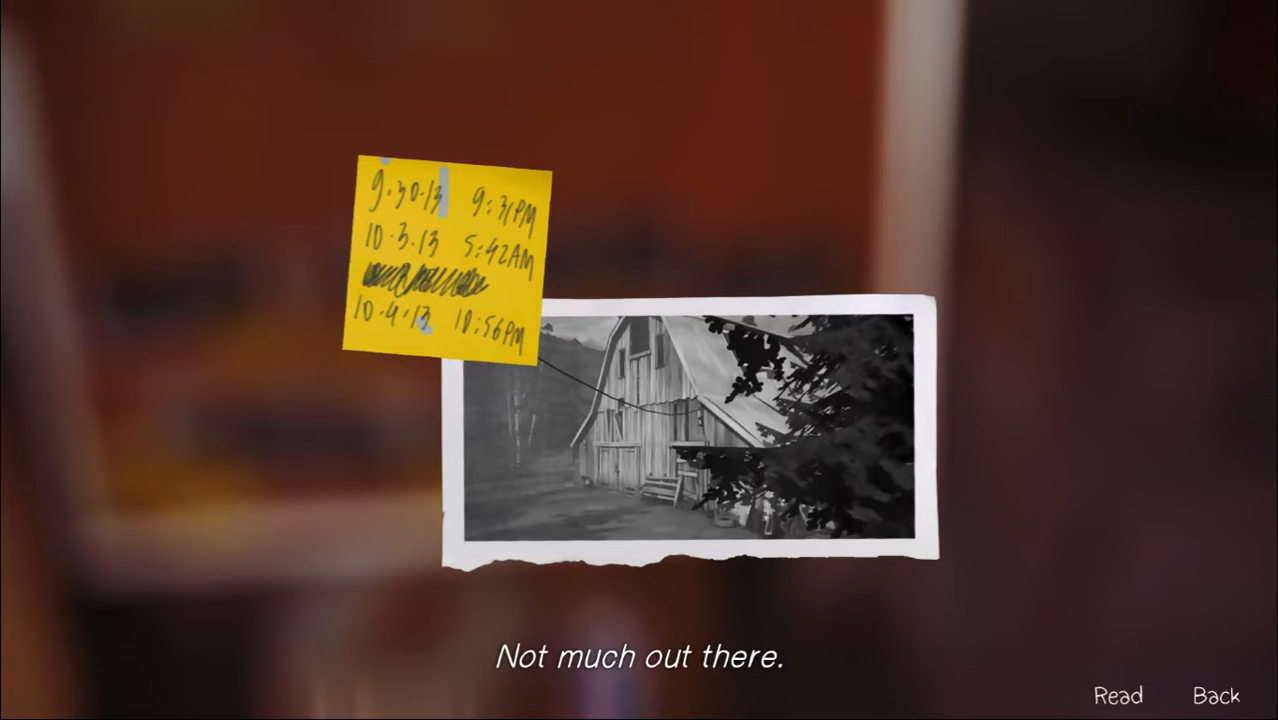 9.30.13 9:31PM
10.3.13 5:42AM
10.4.13 10:56PM
Not much out there.
Read Back